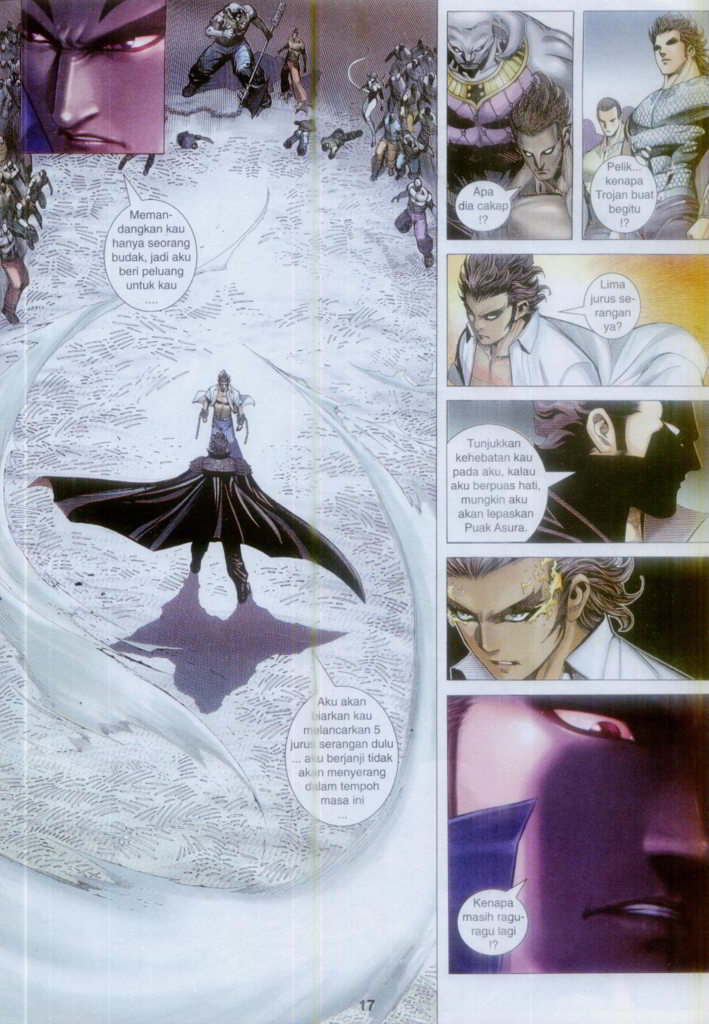 Meman-
dangkan kau
hanya seorang
budak, jadi aku
beri peluang
untuk kau
....
Aku akan
biarkan kau
melancarkan 5
jurus serangan dulu
... aku berjanji tidak
akan menyerang
dalam tempoh
masa ini
...
Apa
dia cakap
!?
Pelik...
kenapa
Trojan buat
begitu
!?
Lima
jurus se-
rangan
ya?
Tunjukkan
kehebatan kau
pada aku, kalau
aku berpuas hati,
mungkin aku
akan lepaskan
Puak Asura.
Kenapa
masih ragu-
ragu lagi
!?
17